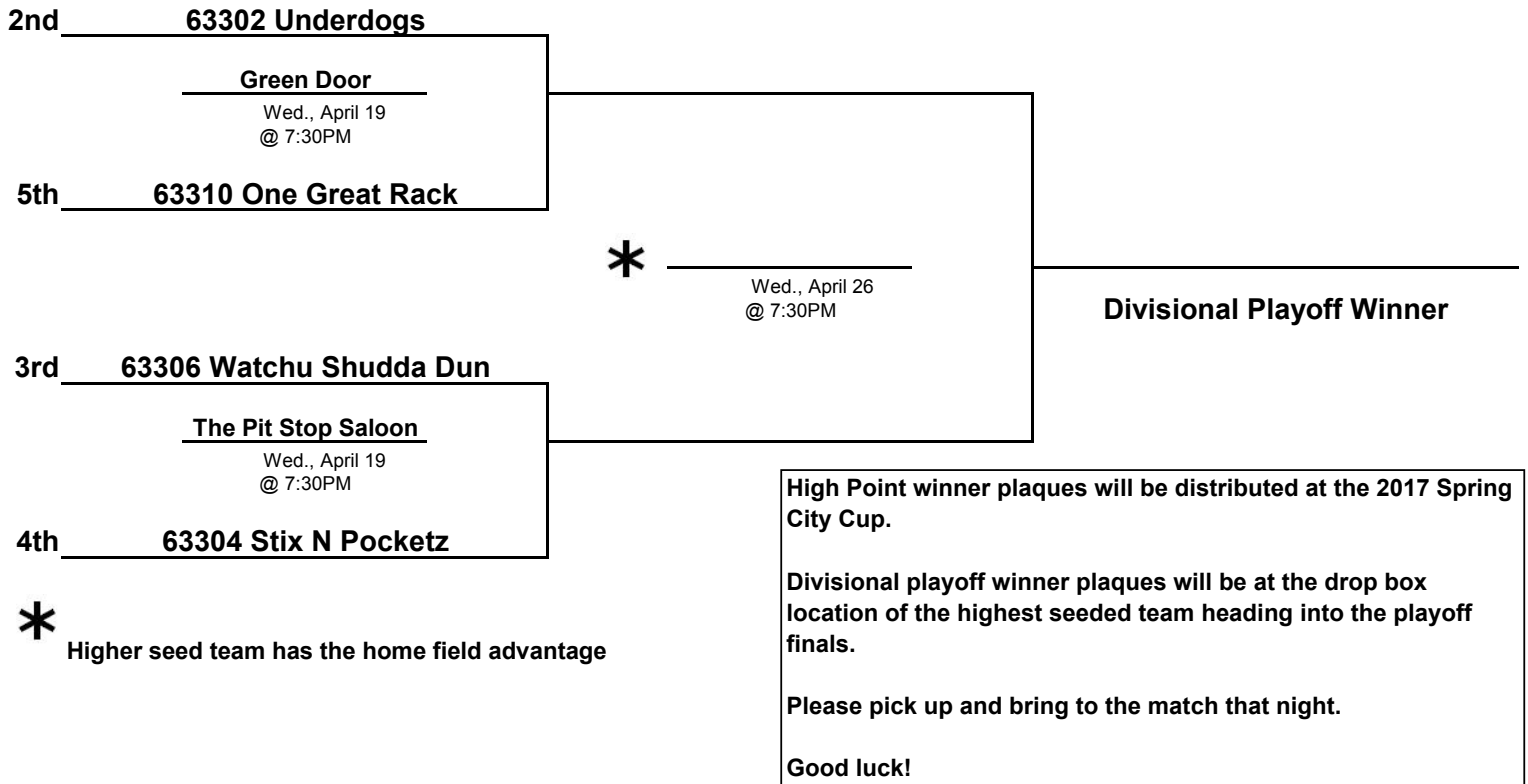 2nd 63302 Underdogs
Green Door
Wed., April 19
@ 7:30PM
5th 63310 One Great Rack
*
Wed., April 26
@ 7:30PM
Divisional Playoff Winner
3rd 63306 Watchu Shudda Dun
The Pit Stop Saloon
Wed., April 19
@ 7:30PM
4th 63304 Stix N Pocketz
*
Higher seed team has the home field advantage
High Point winner plaques will be distributed at the 2017 Spring
City Cup.
Divisional playoff winner plaques will be at the drop box
location of the highest seeded team heading into the playoff
finals.
Please pick up and bring to the match that night.
Good luck!